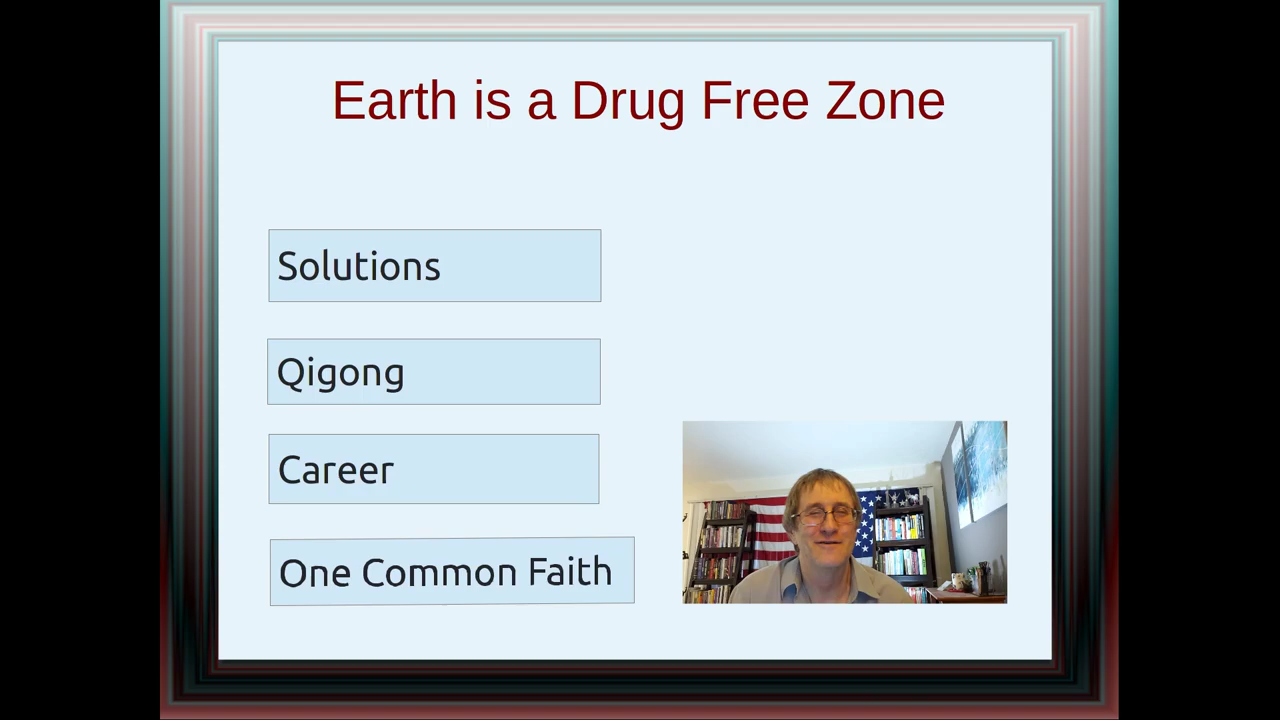 Earth is a Drug Free Zone
Solutions
Qigong
Career
One Common Faith